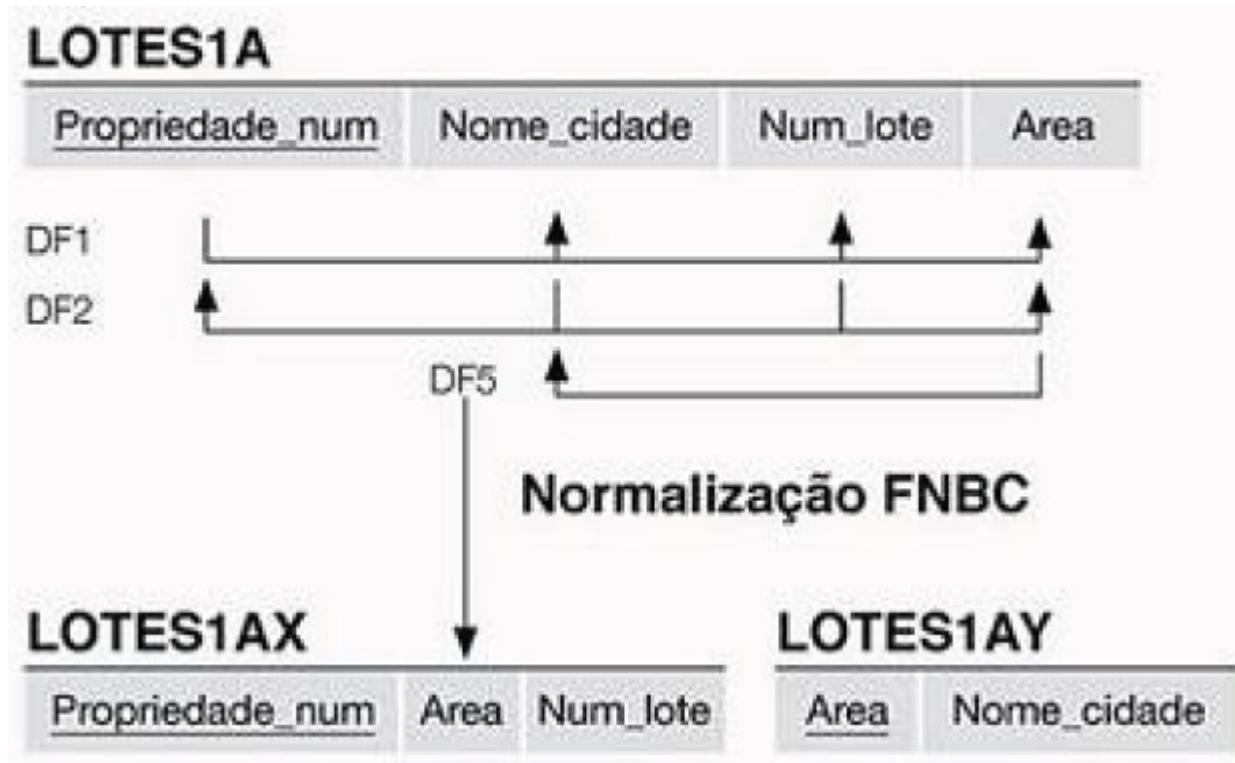 LOTES1A
Propriedade_num Nome_cidade Num_lote Area
DF1
DF2
DF5
Normalização FNBC
LOTES1AX
Propriedade_num Area Num_lote
LOTES1AY
Area Nome_cidade